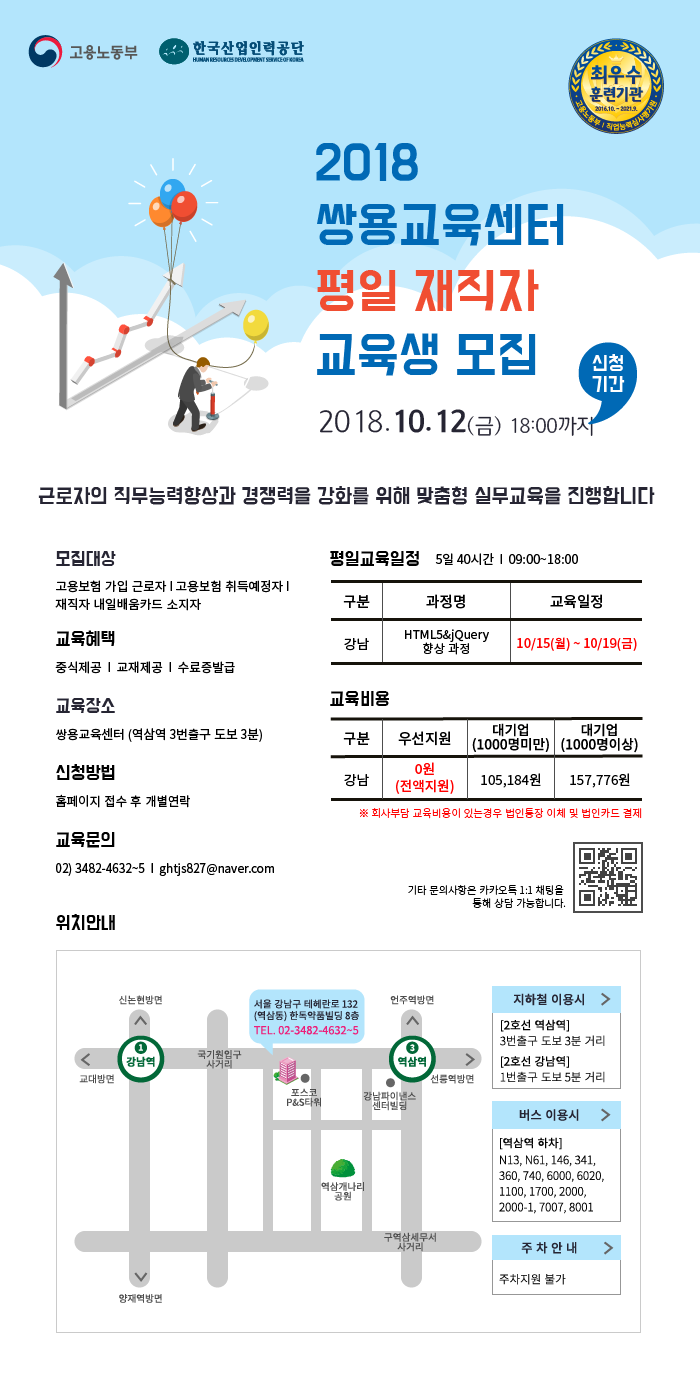 고용노동부
한국산업인력공단
HUMAN RESOURCES DEVELOPMENT SERVICE OF KOREA
최우수
훈련기관
2016.10. ~ 2021.9.
고용노동부 | 직업능력심사평가원
2018
쌍용교육센터
평일 재직자
교육생 모집
신청
기간
2018.10.12(금) 18:00까지
근로자의 직무능력향상과 경쟁력을 강화를 위해 맞춤형 실무교육을 진행합니다
모집대상
고용보험 가입 근로자 I 고용보험 취득예정자 I
재직자 내일배움카드 소지자
교육혜택
중식제공 I 교재제공 I 수료증발급
교육장소
쌍용교육센터 (역삼역 3번출구 도보 3분)
신청방법
홈페이지 접수 후 개별연락
교육문의
02) 3482-4632~5 I ghtjs827@naver.com
평일교육일정 5일 40시간 I 09:00~18:00
구분 과정명 교육일정
강남 HTML5&jQuery 향상 과정 10/15(월) ~ 10/19(금)
교육비용
구분 우선지원 대기업 (1000명미만) 대기업 (1000명이상)
강남 0원 (전액지원) 105,184원 157,776원
※ 회사부담 교육비용이 있는경우 법인통장 이체 및 법인카드 결제
기타 문의사항은 카카오톡 1:1 채팅을
통해 상담 가능합니다.
위치안내
신논현방면
서울 강남구 테헤란로 132
(역삼동) 한독약품빌딩 8층
TEL. 02-3482-4632~5
언주역방면
1
강남역
국기원입구
사거리
3
역삼역
교대방면
선릉역방면
포스코
P&S타워
강남파이낸스
센터빌딩
역삼개나리
공원
구역삼세무서
사거리
양재역방면
지하철 이용시
[2호선 역삼역]
3번출구 도보 3분 거리
[2호선 강남역]
1번출구 도보 5분 거리
버스 이용시
[역삼역 하차]
N13, N61, 146, 341,
360, 740, 6000, 6020,
1100, 1700, 2000,
2000-1, 7007, 8001
주 차 안 내
주차지원 불가